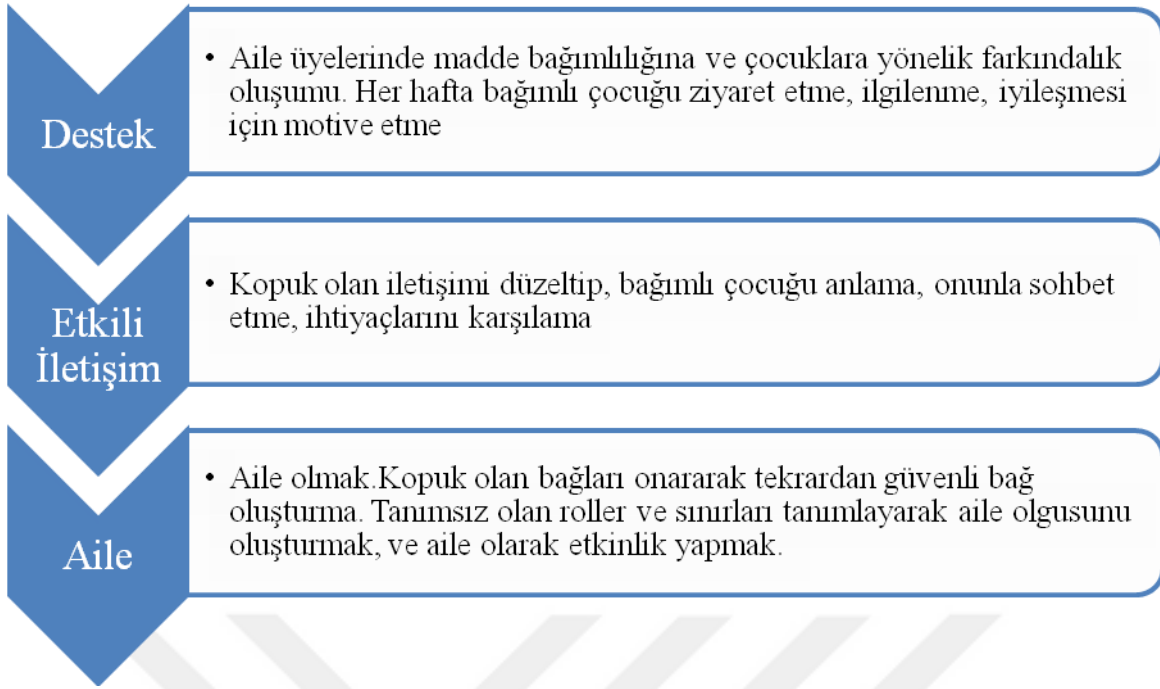 Destek
• Aile üyelerinde madde bağımlılığına ve çocuklara yönelik farkındalık
oluşumu. Her hafta bağımlı çocuğu ziyaret etme, ilgilenme, iyileşmesi
için motive etme
Etkili
İletişim
• Kopuk olan iletişimi düzeltip, bağımlı çocuğu anlama, onunla sohbet
etme, ihtiyaçlarını karşılama
Aile
• Aile olmak.Kopuk olan bağları onararak tekrardan güvenli bağ
oluşturma. Tanımsız olan roller ve sınırları tanımlayarak aile olgusunu
oluşturmak, ve aile olarak etkinlik yapmak.